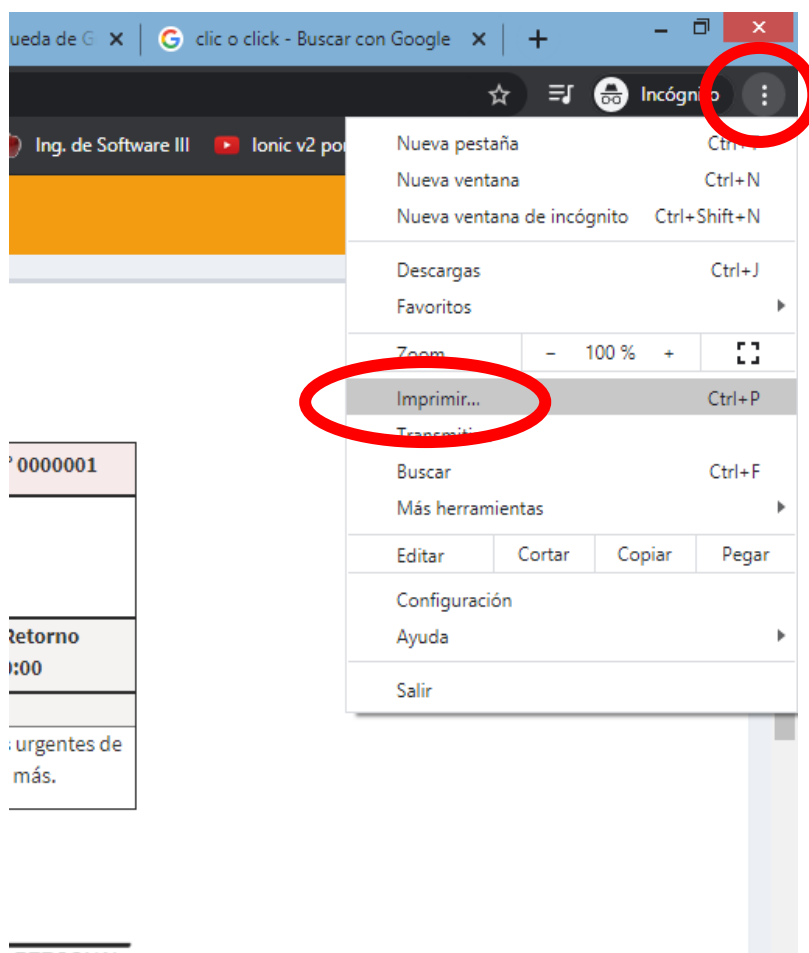 ueda de G
clic o click - Buscar con Google
Incógnito
Ing. de Software III
Ionic v2 po
Nueva pestaña
Nueva ventana Ctrl+N
Nueva ventana de incógnito Ctrl+Shift+N
Descargas Ctrl+J
Favoritos
Zoom - 100 % +
Imprimir... Ctrl+P
Buscar Ctrl+F
Más herramientas
Editar Cortar Copiar Pegar
Configuración
Ayuda
Salir
° 0000001
Retorno
:00
urgentes de
más.